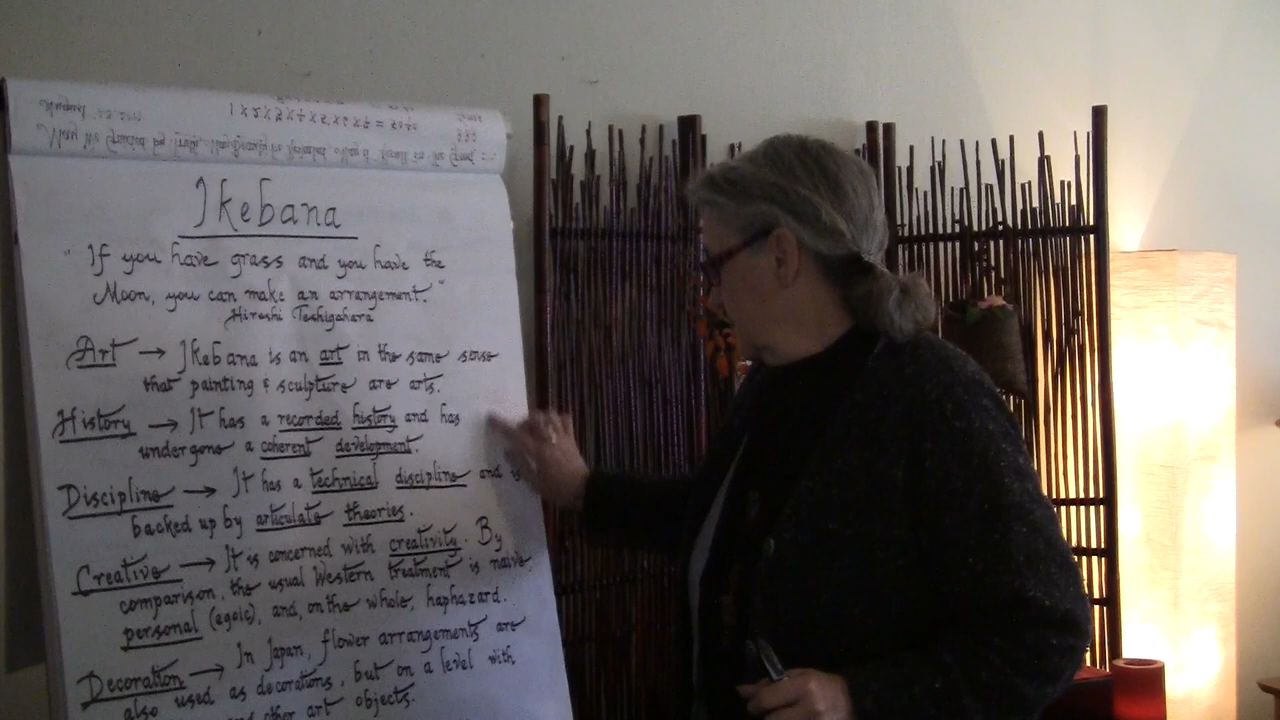 1x2x3x4x5x6x7 = 5040
Ikebana
"If you have grass and you have the
Moon, you can make an arrangement."
Hiroshi Teshigahara
Art → Ikebana is an art in the same sense
that painting & sculpture are arts.
History → It has a recorded history and has
undergone a coherent development.
Discipline → It has a technical discipline and is
backed up by articulate theories.
Creative → It is concerned with creativity. By
comparison, the usual Western treatment is naive
personal (egoic), and, on the whole, haphazard.
Decoration → In Japan, flower arrangements are
also used as decorations, but on a level with
and other art objects.